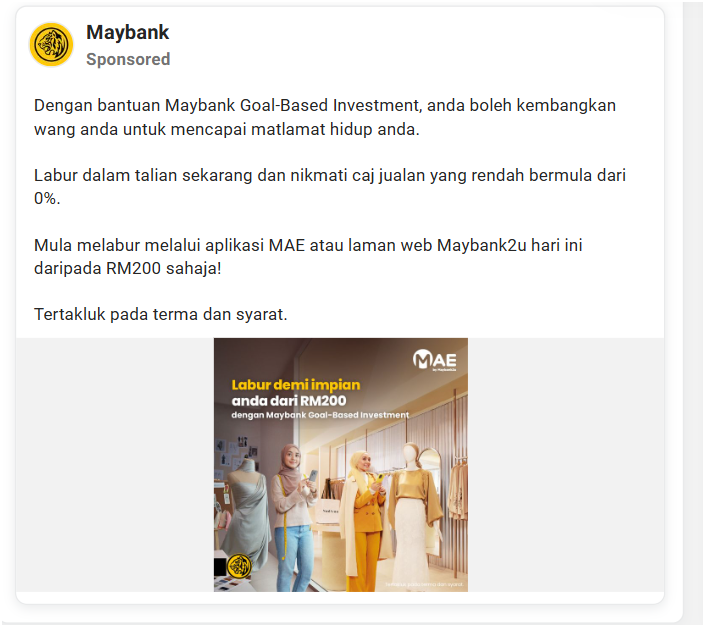 Maybank
Sponsored
Dengan bantuan Maybank Goal-Based Investment, anda boleh kembangkan
wang anda untuk mencapai matlamat hidup anda.
Labur dalam talian sekarang dan nikmati caj jualan yang rendah bermula dari
0%.
Mula melabur melalui aplikasi MAE atau laman web Maybank2u hari ini
daripada RM200 sahaja!
Tertakluk pada terma dan syarat.
MAE
by Maybank2u
Labur demi impian
anda dari RM200
dengan Maybank Goal-Based Investment
Tertakluk pada terma dan syarat